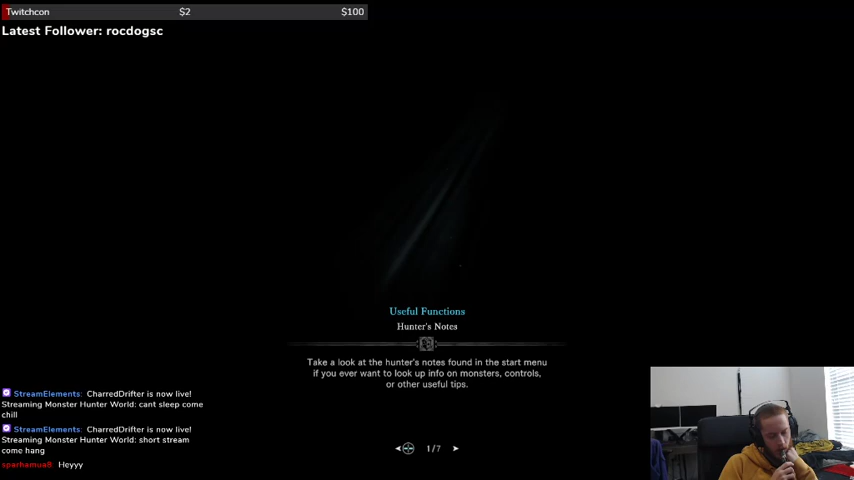 Twitchcon $2 $100
Latest Follower: rocdogsc
Useful Functions
Hunter's Notes
Take a look at the hunter's notes found in the start menu
if you ever want to look up info on monsters, controls,
or other useful tips.
StreamElements: CharredDrifter is now live!
Streaming Monster Hunter World: cant sleep come
chill
StreamElements: CharredDrifter is now live!
Streaming Monster Hunter World: short stream
come hang
sparhamua8 Heyyy
1/7